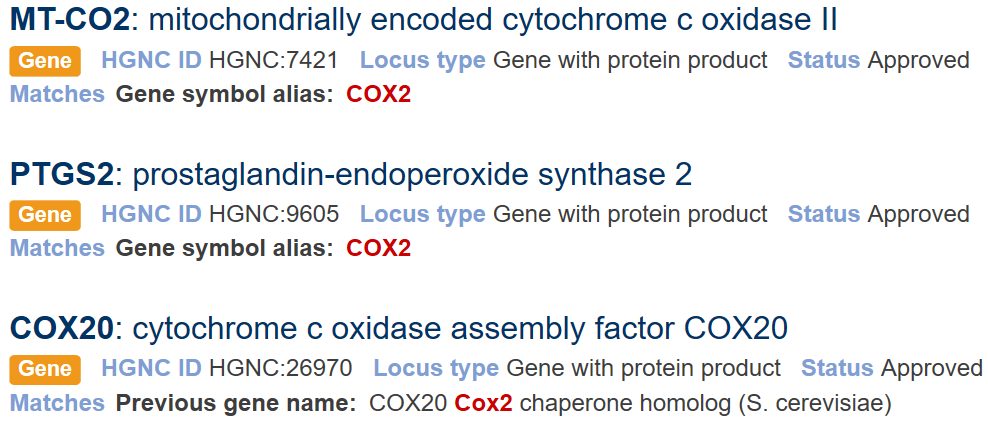 MT-CO2: mitochondrially encoded cytochrome c oxidase II
Gene HGNC ID HGNC:7421 Locus type Gene with protein product Status Approved
Matches Gene symbol alias: COX2
PTGS2: prostaglandin-endoperoxide synthase 2
Gene HGNC ID HGNC:9605 Locus type Gene with protein product Status Approved
Matches Gene symbol alias: COX2
COX20: cytochrome c oxidase assembly factor COX20
Gene HGNC ID HGNC:26970 Locus type Gene with protein product Status Approved
Matches Previous gene name: COX20 Cox2 chaperone homolog (S. cerevisiae)